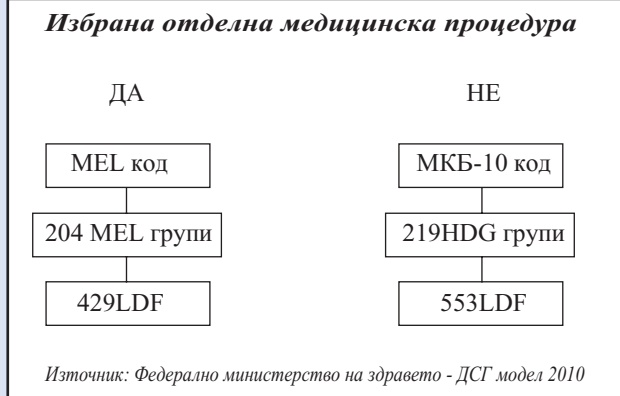 Избрана отделна медицинска процедура
ДА
НЕ
MEL код
МКБ-10 код
204 MEL групи
219HDG групи
429LDF
553LDF
Източник: Федерално министерство на здравето - ДСГ модел 2010